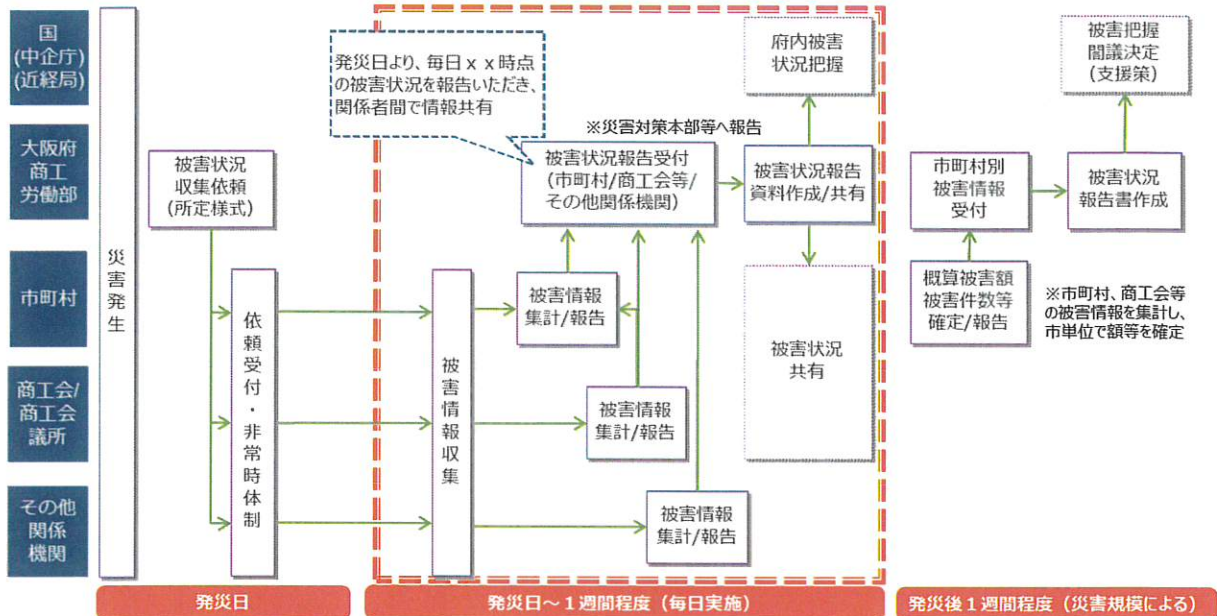 国
(中企庁)
(近経局)
大阪府
商工
労働部
市町村
商工会/
商工会
議所
その他
関係
機関
災害発生
被害状況
収集依頼
(所定様式)
依頼受付・非常時体制
発災日より、毎日ｘｘ時点
の被害状況を報告いただき、
関係者間で情報共有
※災害対策本部等へ報告
被害状況報告受付
(市町村/商工会等/
その他関係機関)
被害情報収集
被害情報
集計/報告
被害情報
集計/報告
被害情報
集計/報告
府内被害
状況把握
被害状況報告
資料作成/共有
被害状況
共有
被害把握
閣議決定
(支援策)
市町村別
被害情報
受付
被害状況
報告書作成
概算被害額
被害件数等
確定/報告
※市町村、商工会等
の被害情報を集計し、
市単位で額等を確定
発災日
発災日～１週間程度（毎日実施）
発災後１週間程度（災害規模による）